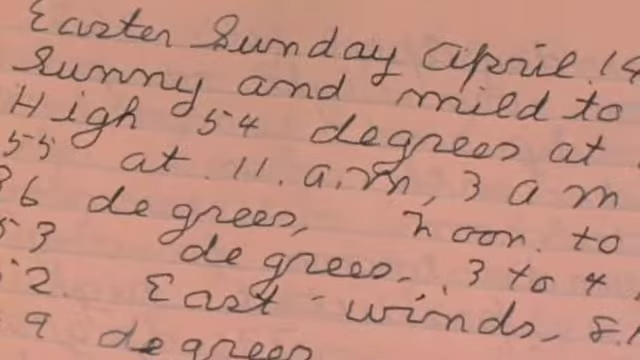 Easter Sunday April 14
Sunny and mild to
High 54 degrees at
55 at 11. a.m, 3 a m
36 degrees, noon. to
53 degrees, 3 to 4
52. East winds, 8.
9 degrees